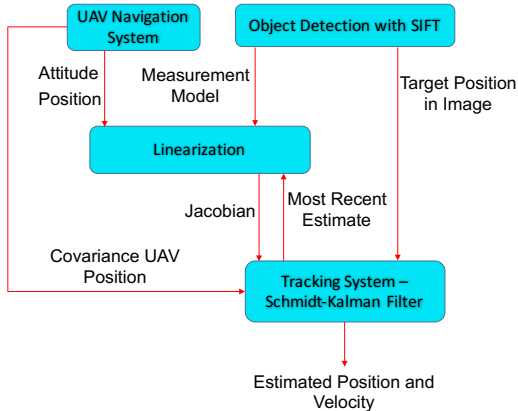 UAV Navigation
System
Object Detection with SIFT
Attitude
Position
Measurement
Model
Target Position
in Image
Linearization
Jacobian
Most Recent
Estimate
Covariance UAV
Position
Tracking System –
Schmidt-Kalman Filter
Estimated Position and
Velocity